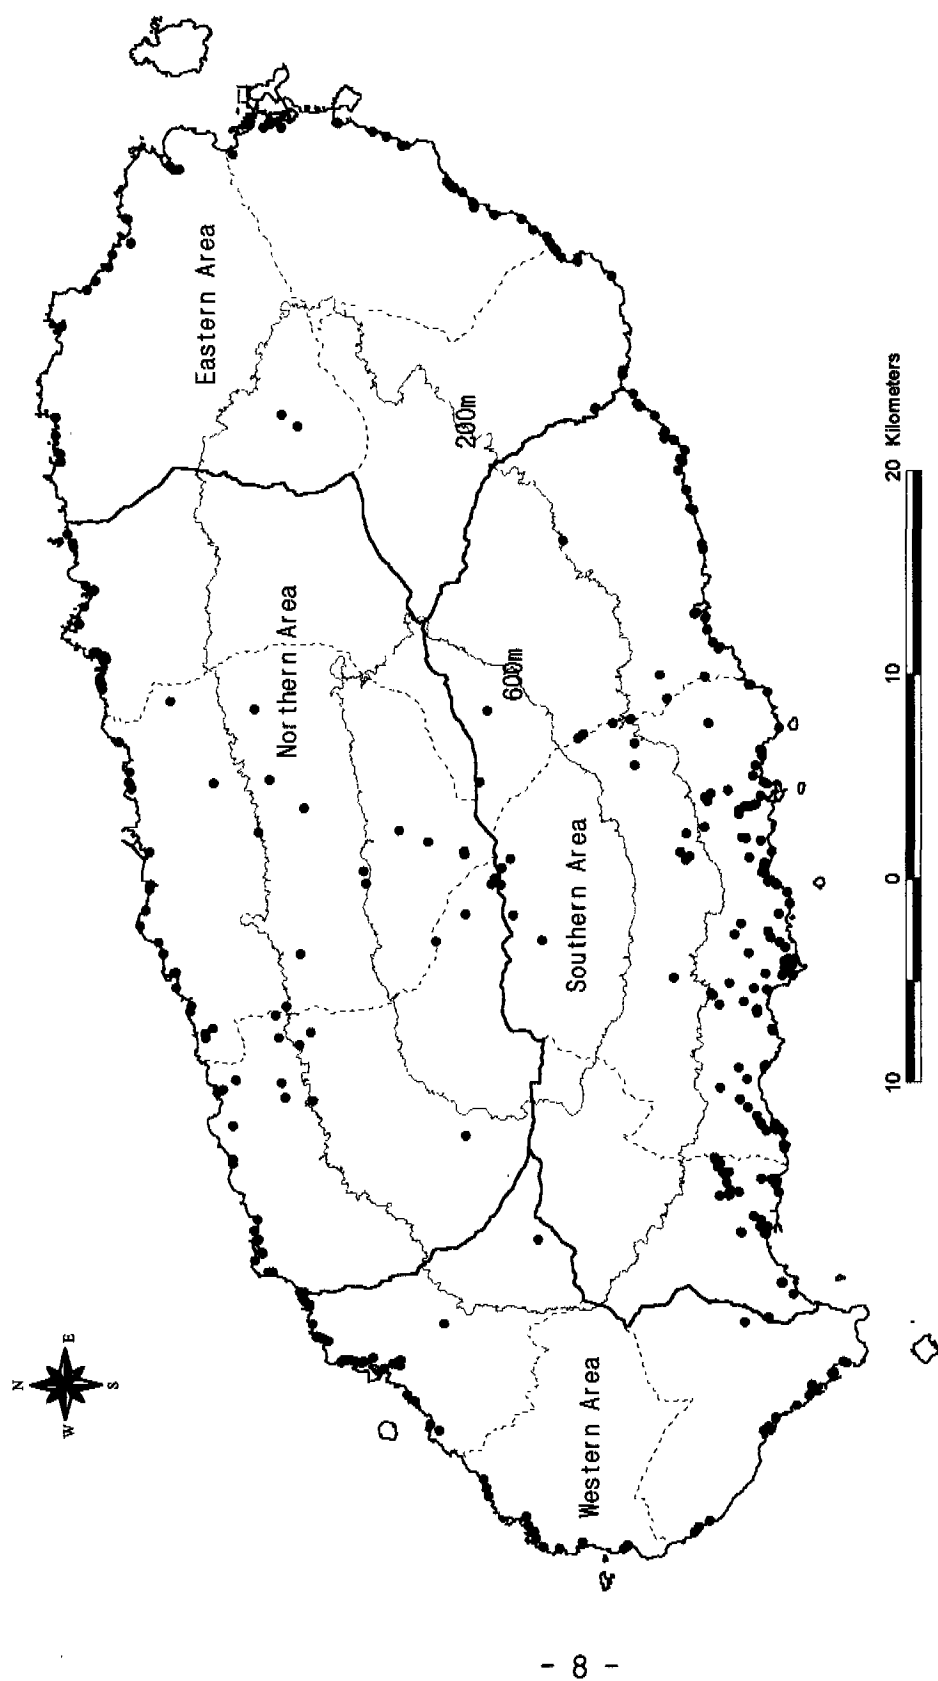 N
W
E
S
Eastern Area
200m
Northern Area
600m
Southern Area
Western Area
10
0
10
20 Kilometers
- 8 -